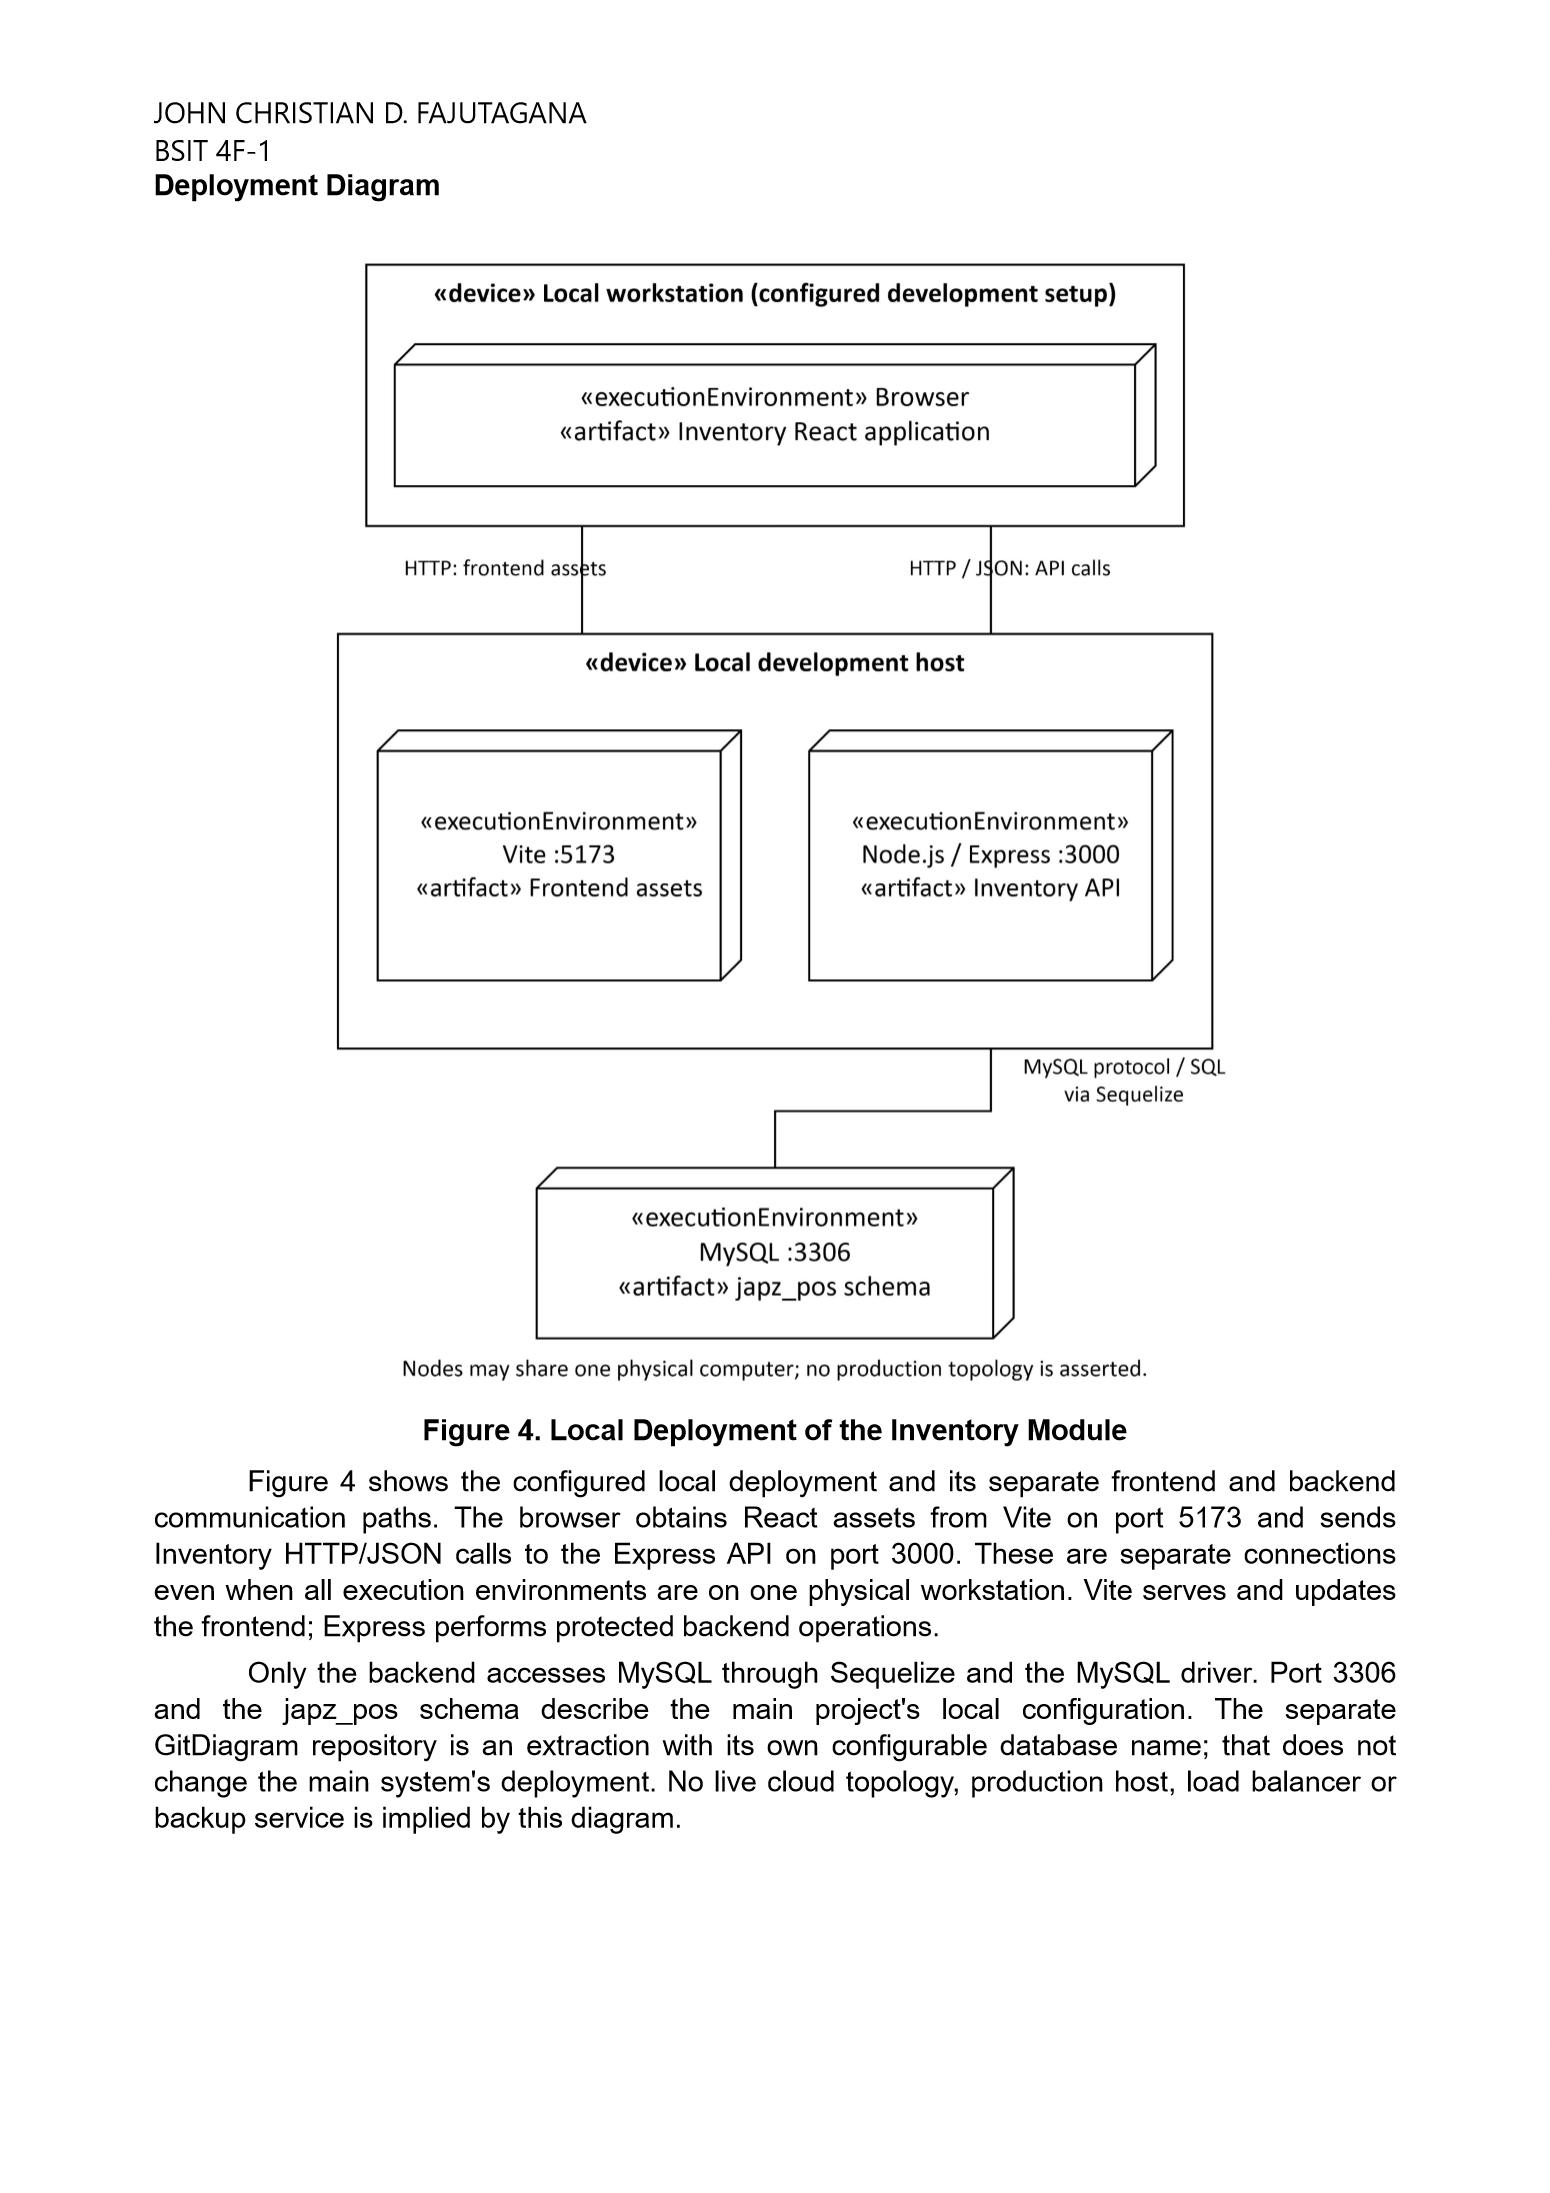 JOHN CHRISTIAN D. FAJUTAGANA
BSIT 4F-1
Deployment Diagram
«device» Local workstation (configured development setup)
«executionEnvironment» Browser
«artifact» Inventory React application
HTTP: frontend assets
HTTP / JSON: API calls
«device» Local development host
«executionEnvironment»
Vite :5173
«artifact» Frontend assets
«executionEnvironment»
Node.js / Express :3000
«artifact» Inventory API
MySQL protocol / SQL
via Sequelize
«executionEnvironment»
MySQL :3306
«artifact» japz_pos schema
Nodes may share one physical computer; no production topology is asserted.
Figure 4. Local Deployment of the Inventory Module
Figure 4 shows the configured local deployment and its separate frontend and backend
communication paths. The browser obtains React assets from Vite on port 5173 and sends
Inventory HTTP/JSON calls to the Express API on port 3000. These are separate connections
even when all execution environments are on one physical workstation. Vite serves and updates
the frontend; Express performs protected backend operations.
Only the backend accesses MySQL through Sequelize and the MySQL driver. Port 3306
and the japz_pos schema describe the main project's local configuration. The separate
GitDiagram repository is an extraction with its own configurable database name; that does not
change the main system's deployment. No live cloud topology, production host, load balancer or
backup service is implied by this diagram.